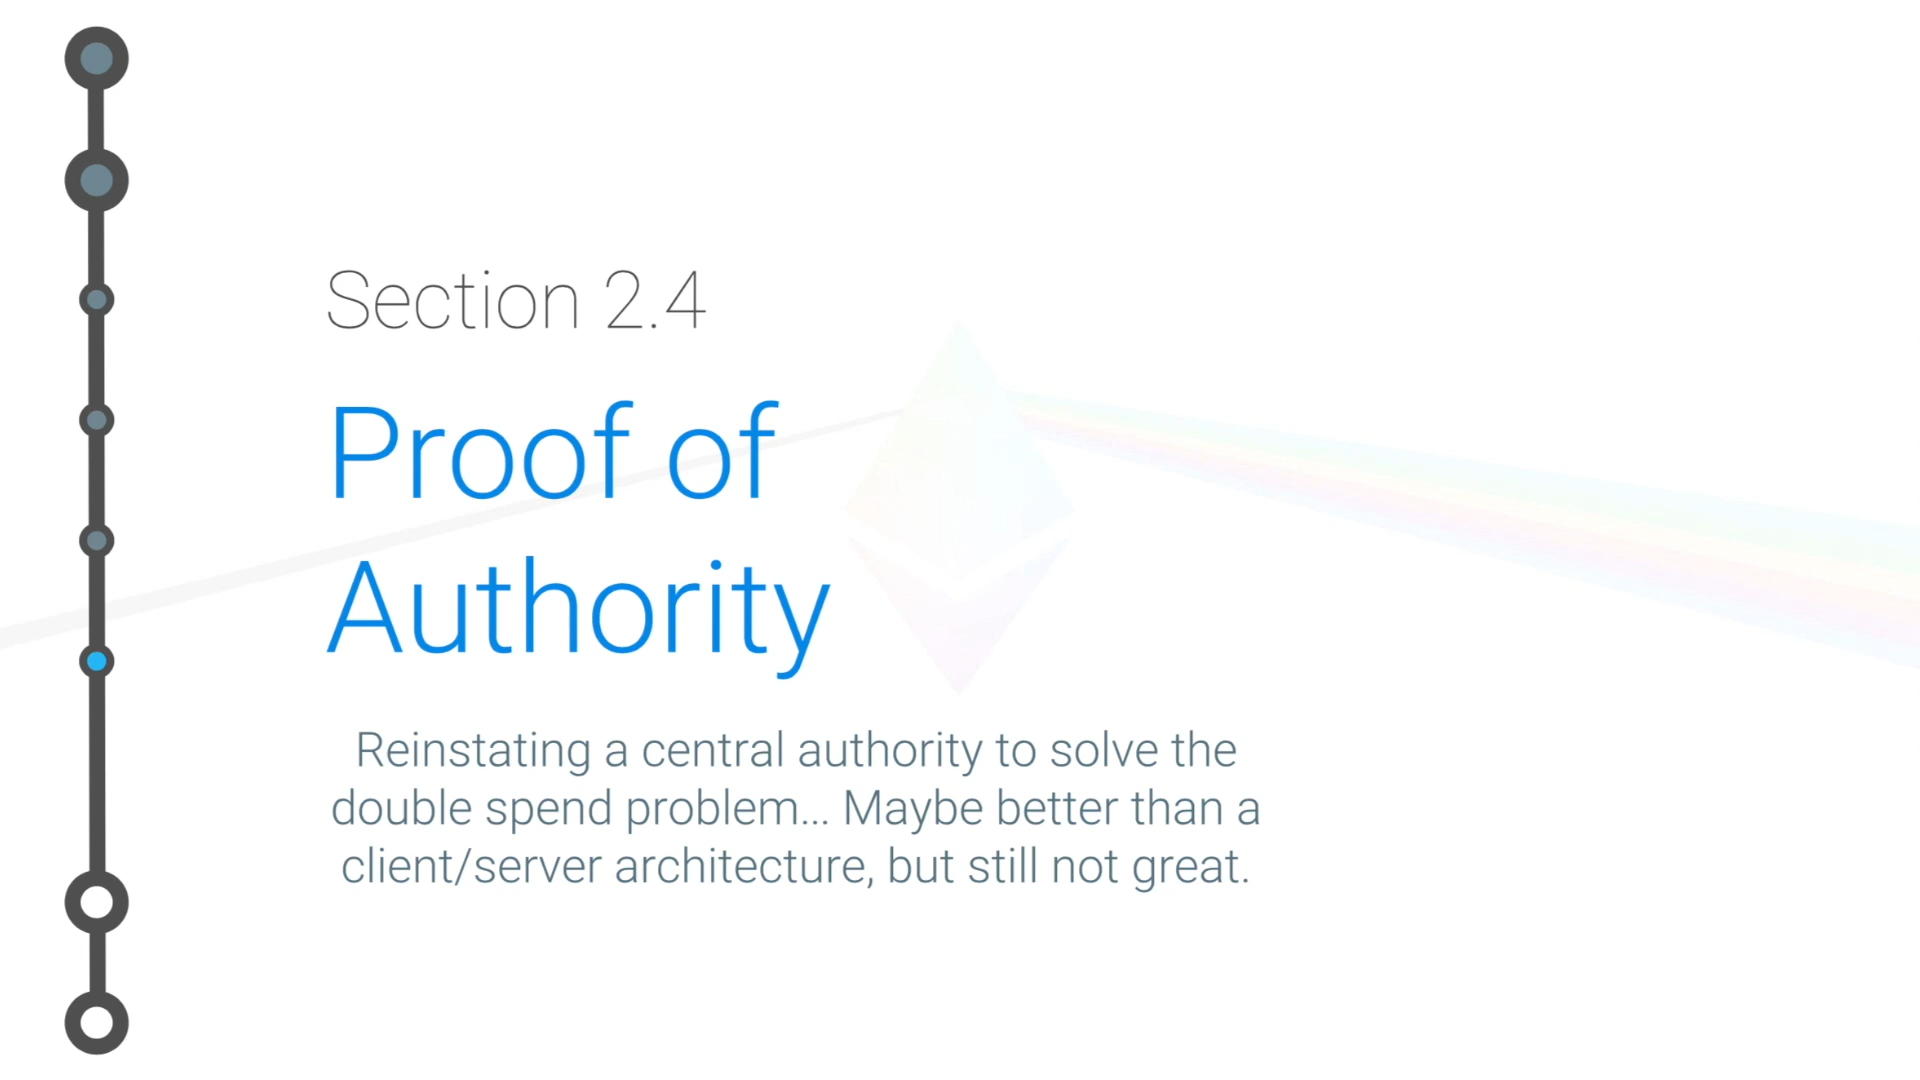 Section 2.4
Proof of
Authority
Reinstating a central authority to solve the
double spend problem... Maybe better than a
client/server architecture, but still not great.